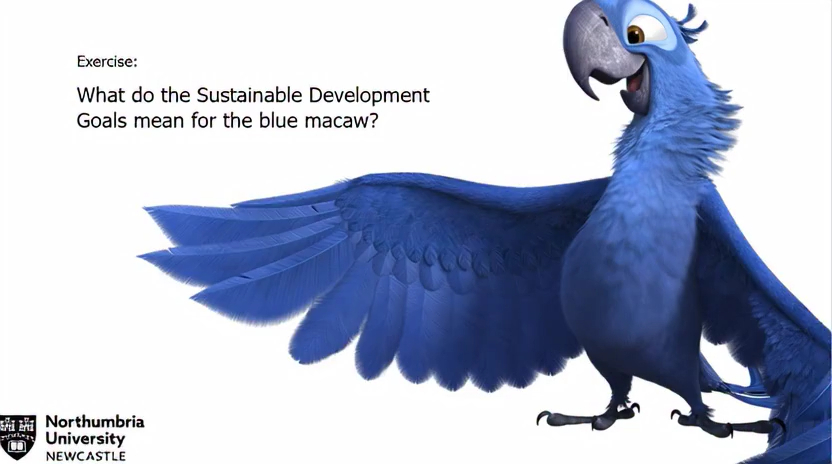 Exercise:
What do the Sustainable Development
Goals mean for the blue macaw?
Northumbria
University
NEWCASTLE